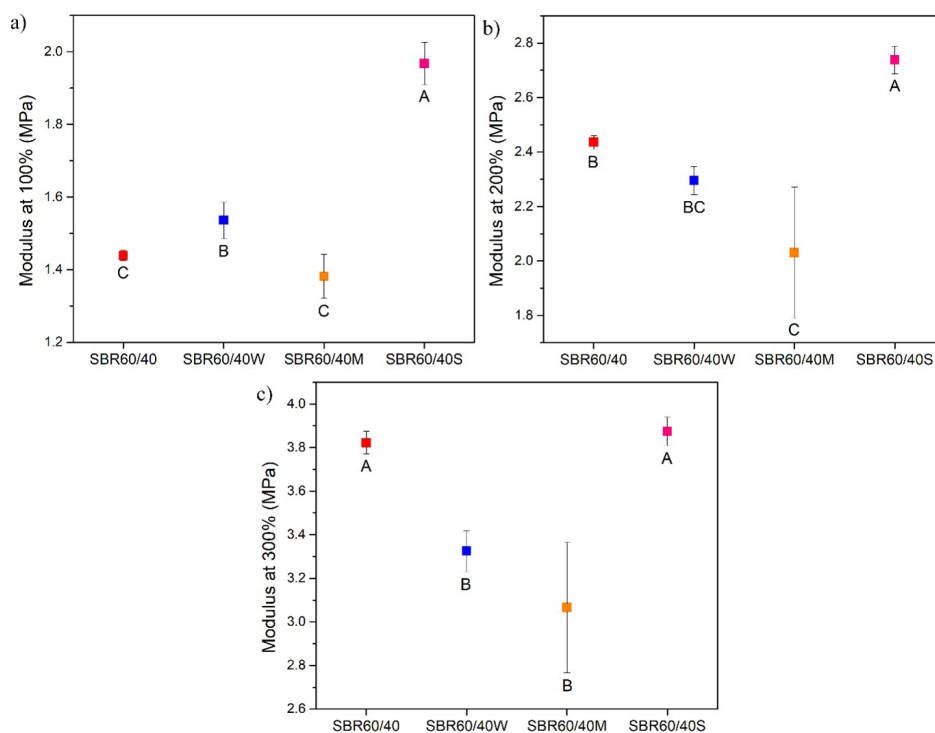 a)
Modulus at 100% (MPa)
2.0
1.8
1.6
1.4
1.2
A
B
C
C
SBR60/40 SBR60/40W SBR60/40M SBR60/40S
b)
Modulus at 200% (MPa)
2.8
2.6
2.4
2.2
2.0
1.8
A
B
BC
C
SBR60/40 SBR60/40W SBR60/40M SBR60/40S
c)
Modulus at 300% (MPa)
4.0
3.8
3.6
3.4
3.2
3.0
2.8
2.6
A A
B
B
SBR60/40 SBR60/40W SBR60/40M SBR60/40S